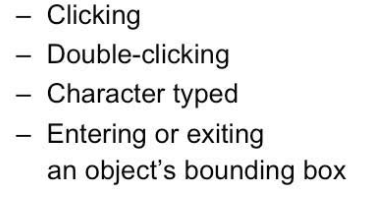 – Clicking
– Double-clicking
– Character typed
– Entering or exiting
an object’s bounding box